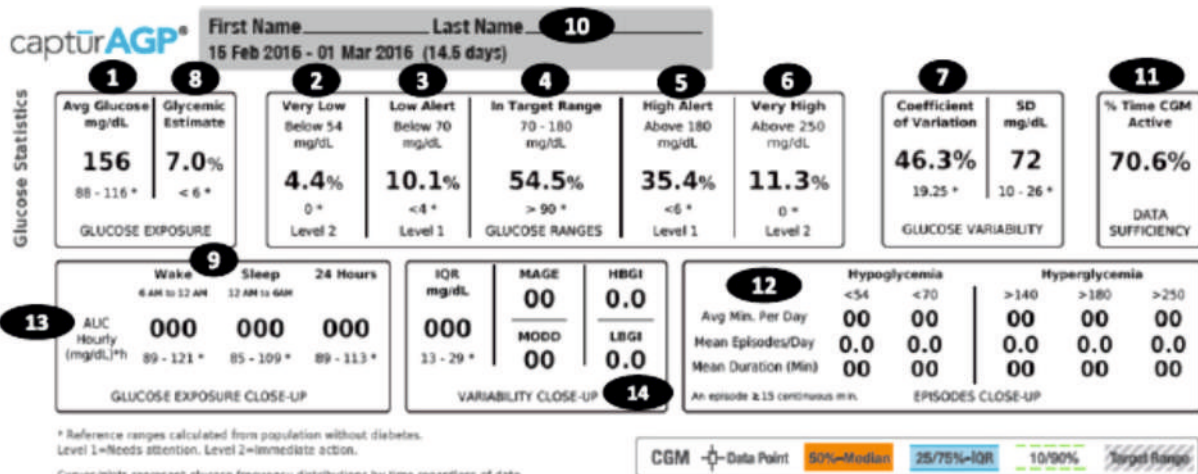 captūrAGP®
First Name Last Name 10
15 Feb 2016 - 01 Mar 2016 (14.5 days)
Glucose Statistics
1 8 2 3 4 5 6 7 11
Avg Glucose mg/dL
156
88 - 116 *
Glycemic Estimate
7.0%
< 6 *
GLUCOSE EXPOSURE
Very Low
Below 54
mg/dL
4.4%
0 *
Level 2
Low Alert
Below 70
mg/dL
10.1%
<4 *
Level 1
In Target Range
70 - 180
mg/dL
54.5%
> 90 *
GLUCOSE RANGES
High Alert
Above 180
mg/dL
35.4%
<6 *
Level 1
Very High
Above 250
mg/dL
11.3%
0 *
Level 2
Coefficient of Variation
46.3%
19.25 *
SD
mg/dL
72
10 - 26 *
GLUCOSE VARIABILITY
% Time CGM Active
70.6%
DATA
SUFFICIENCY
9
13
Wake Sleep 24 Hours
6 AM to 12 AM 12 AM to 6AM
AUC
Hourly
(mg/dL)*h
000 000 000
89 - 121 * 85 - 109 * 89 - 113 *
GLUCOSE EXPOSURE CLOSE-UP
IQR
mg/dL
000
13 - 29 *
MAGE
00
MODD
00
HBGI
0.0
LBGI
0.0
VARIABILITY CLOSE-UP 14
12
Hypoglycemia Hyperglycemia
<54 <70 >140 >180 >250
Avg Min. Per Day 00 00 00 00 00
Mean Episodes/Day 0.0 0.0 0.0 0.0 0.0
Mean Duration (Min) 00 00 00 00 00
An episode ≥ 15 continuous min. EPISODES CLOSE-UP
* Reference ranges calculated from population without diabetes.
Level 1=Needs attention. Level 2=Immediate action.
CGM Data Point 50%-Median 25/75%-IQR 10/90% Target Range